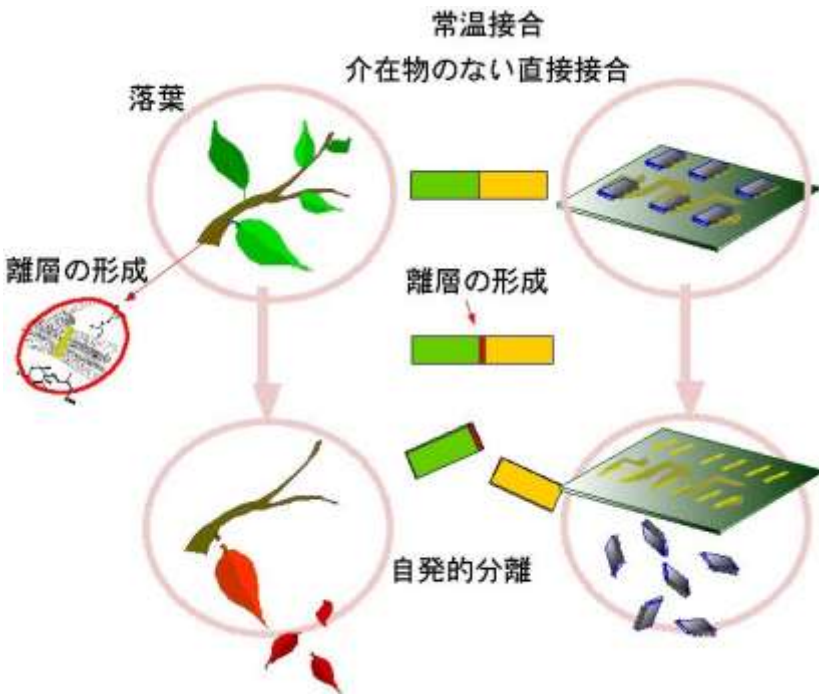 常温接合
介在物のない直接接合
落葉
離層の形成
離層の形成
自発的分離